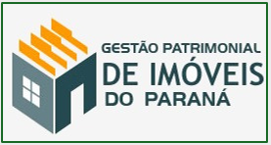 GESTÃO PATRIMONIAL
DE IMÓVEIS
DO PARANÁ